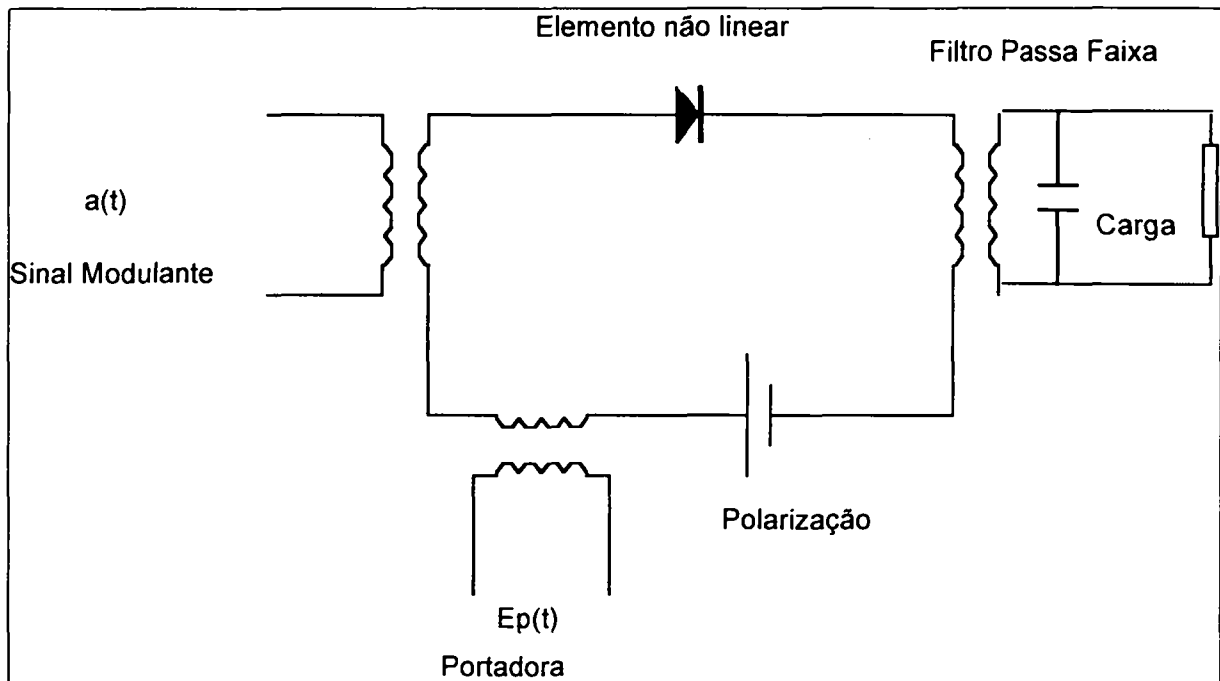 Elemento não linear
Filtro Passa Faixa
a(t)
Sinal Modulante
Carga
Polarização
Ep(t)
Portadora